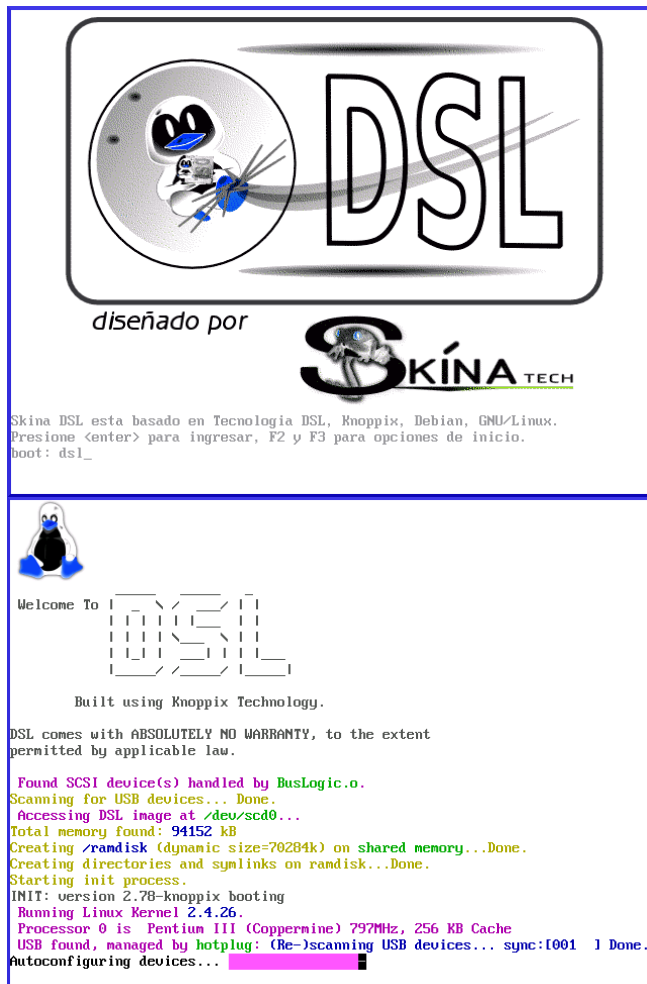 DSL
diseñado por
SKÍNA TECH
Skina DSL esta basado en Tecnologia DSL, Knoppix, Debian, GNU/Linux.
Presione <enter> para ingresar, F2 y F3 para opciones de inicio.
boot: dsl_
Welcome To DSL
Built using Knoppix Technology.
DSL comes with ABSOLUTELY NO WARRANTY, to the extent
permitted by applicable law.
Found SCSI device(s) handled by BusLogic.o.
Scanning for USB devices... Done.
Accessing DSL image at /dev/scd0...
Total memory found: 94152 kB
Creating /ramdisk (dynamic size=70284k) on shared memory...Done.
Creating directories and symlinks on ramdisk...Done.
Starting init process.
INIT: version 2.78-knoppix booting
Running Linux Kernel 2.4.26.
Processor 0 is  Pentium III (Coppermine) 797MHz, 256 KB Cache
USB found, managed by hotplug: (Re-)scanning USB devices... sync:[001  ] Done.
Autoconfiguring devices...